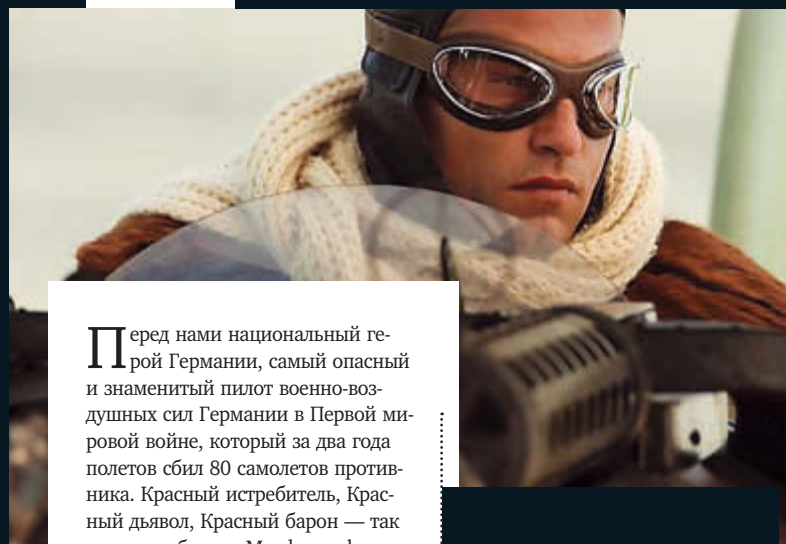 Перед нами национальный ге-
рой Германии, самый опасный
и знаменитый пилот военно-воз-
душных сил Германии в Первой ми-
ровой войне, который за два года
полетов сбил 80 самолетов против-
ника. Красный истребитель, Крас-
ный дьявол, Красный барон — так